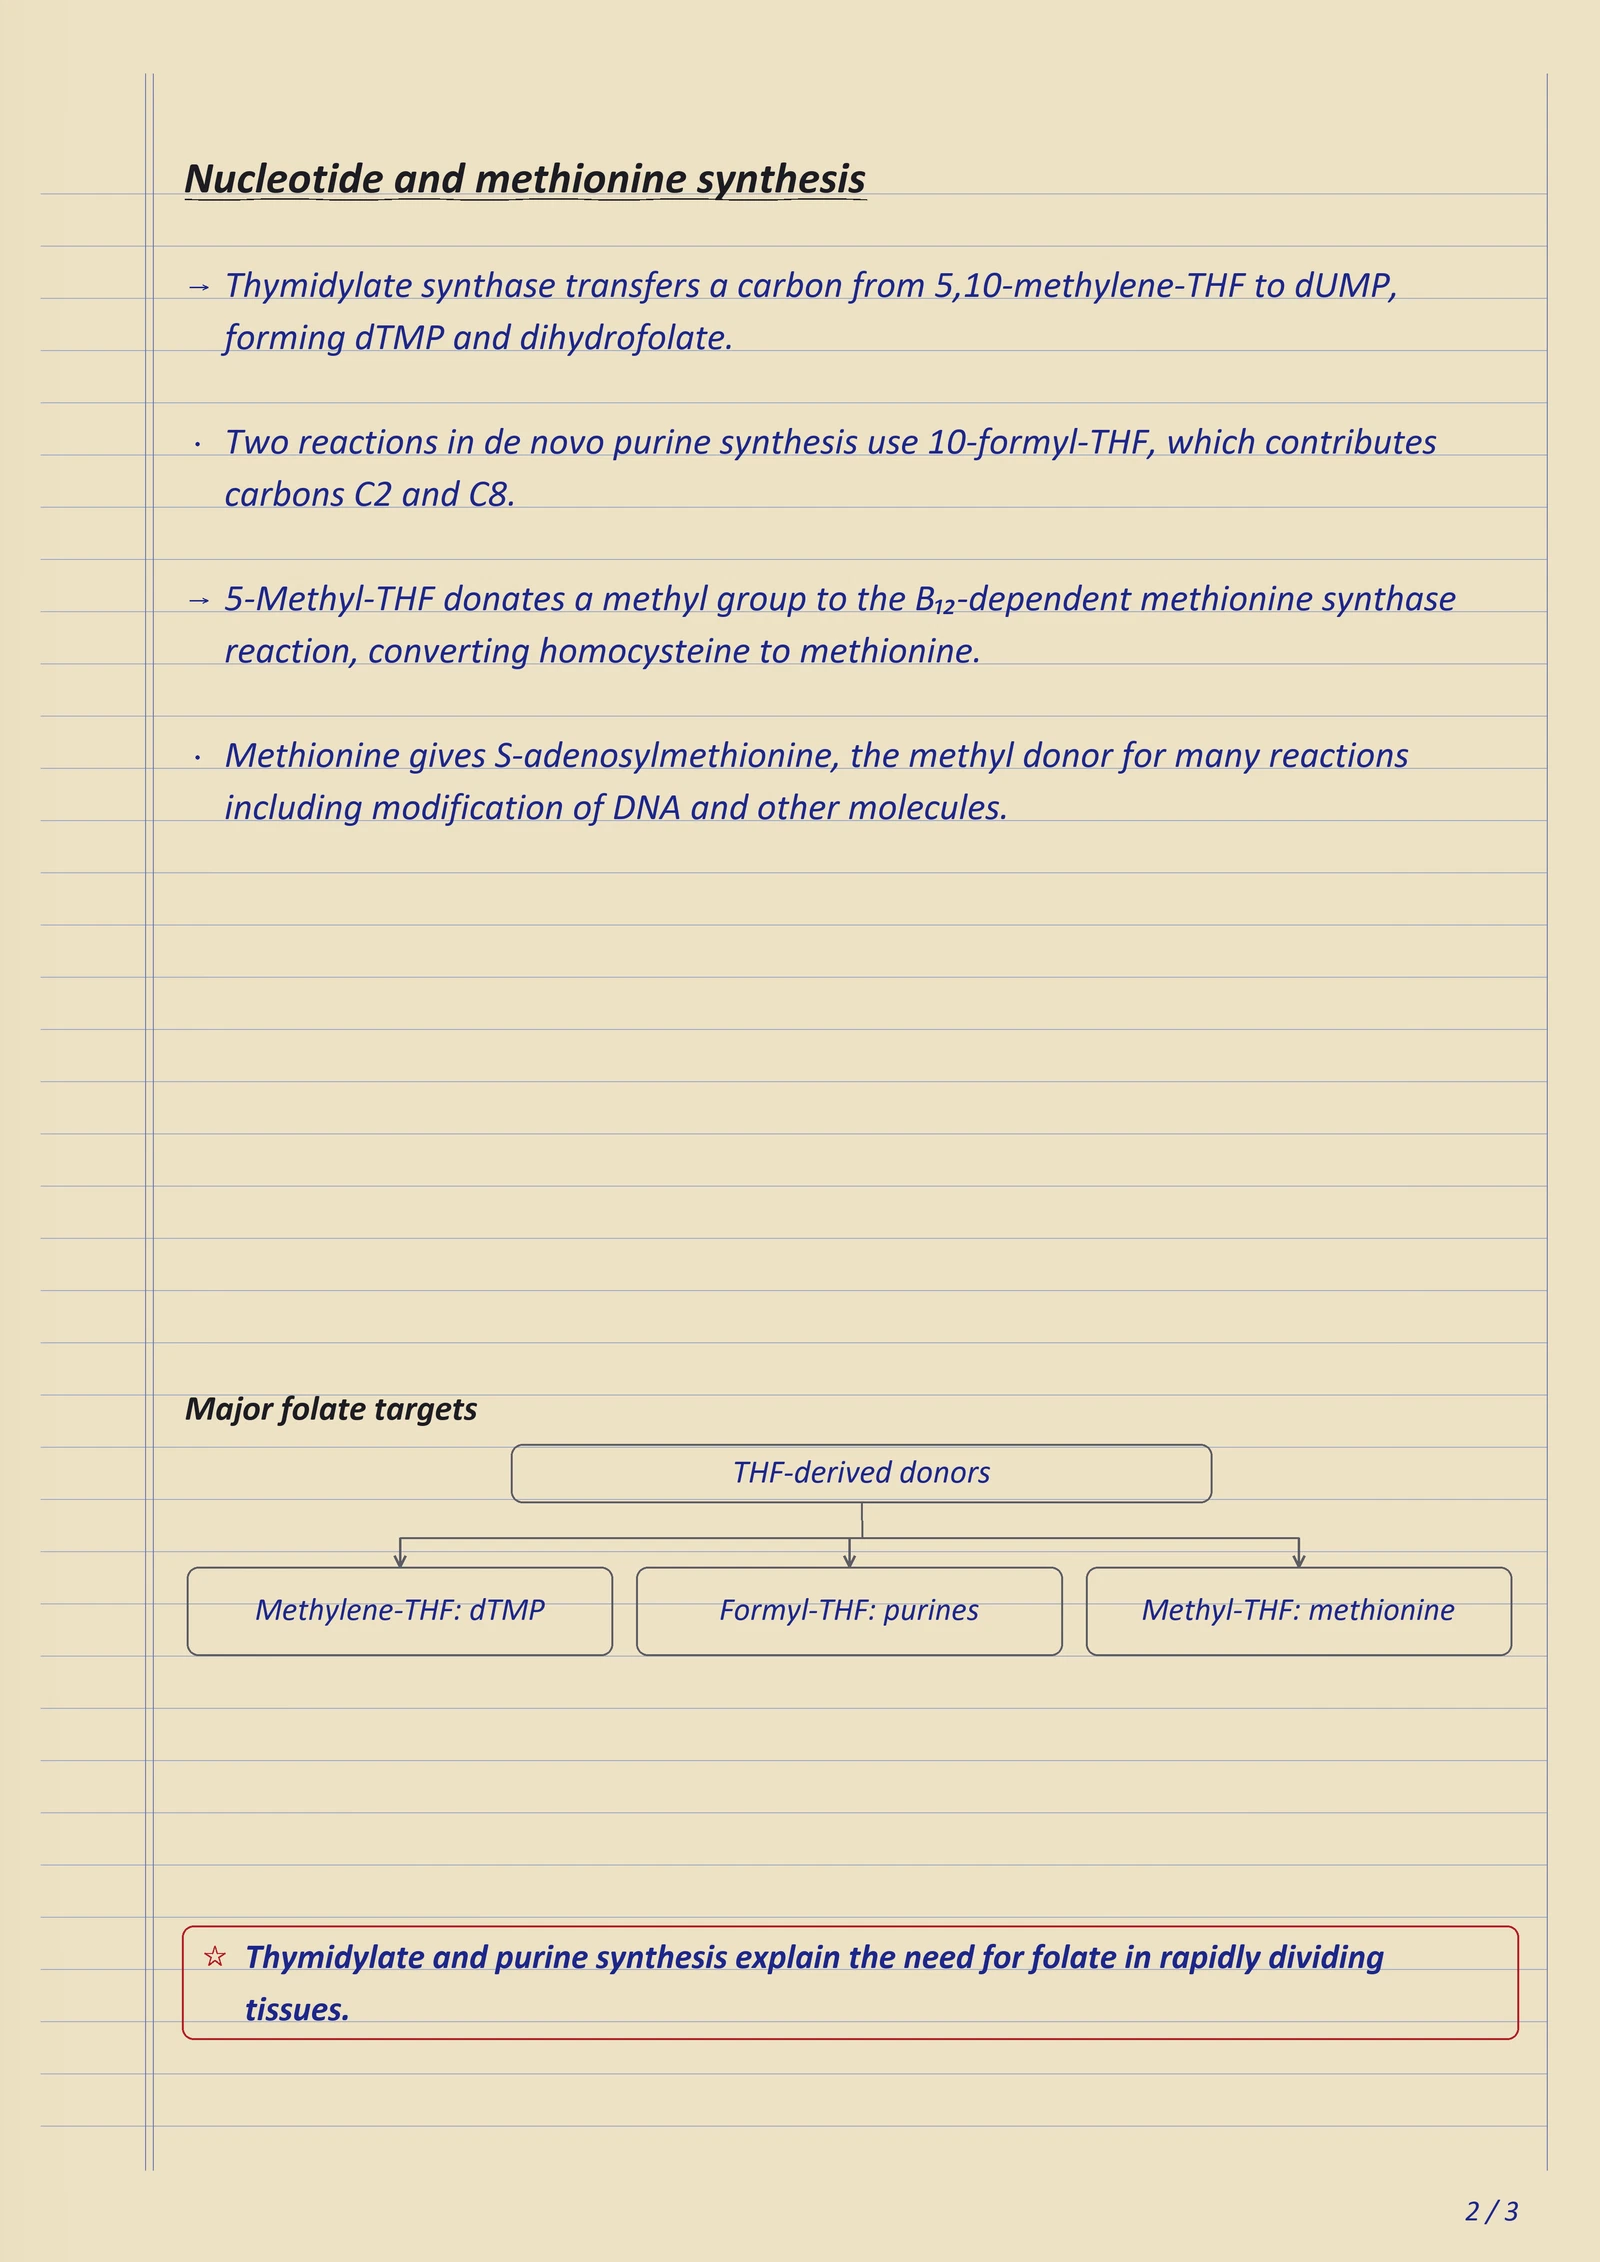 Nucleotide and methionine synthesis
→ Thymidylate synthase transfers a carbon from 5,10-methylene-THF to dUMP,
forming dTMP and dihydrofolate.
· Two reactions in de novo purine synthesis use 10-formyl-THF, which contributes
carbons C2 and C8.
→ 5-Methyl-THF donates a methyl group to the B₁₂-dependent methionine synthase
reaction, converting homocysteine to methionine.
· Methionine gives S-adenosylmethionine, the methyl donor for many reactions
including modification of DNA and other molecules.
Major folate targets
THF-derived donors
Methylene-THF: dTMP
Formyl-THF: purines
Methyl-THF: methionine
☆ Thymidylate and purine synthesis explain the need for folate in rapidly dividing
tissues.
2 / 3